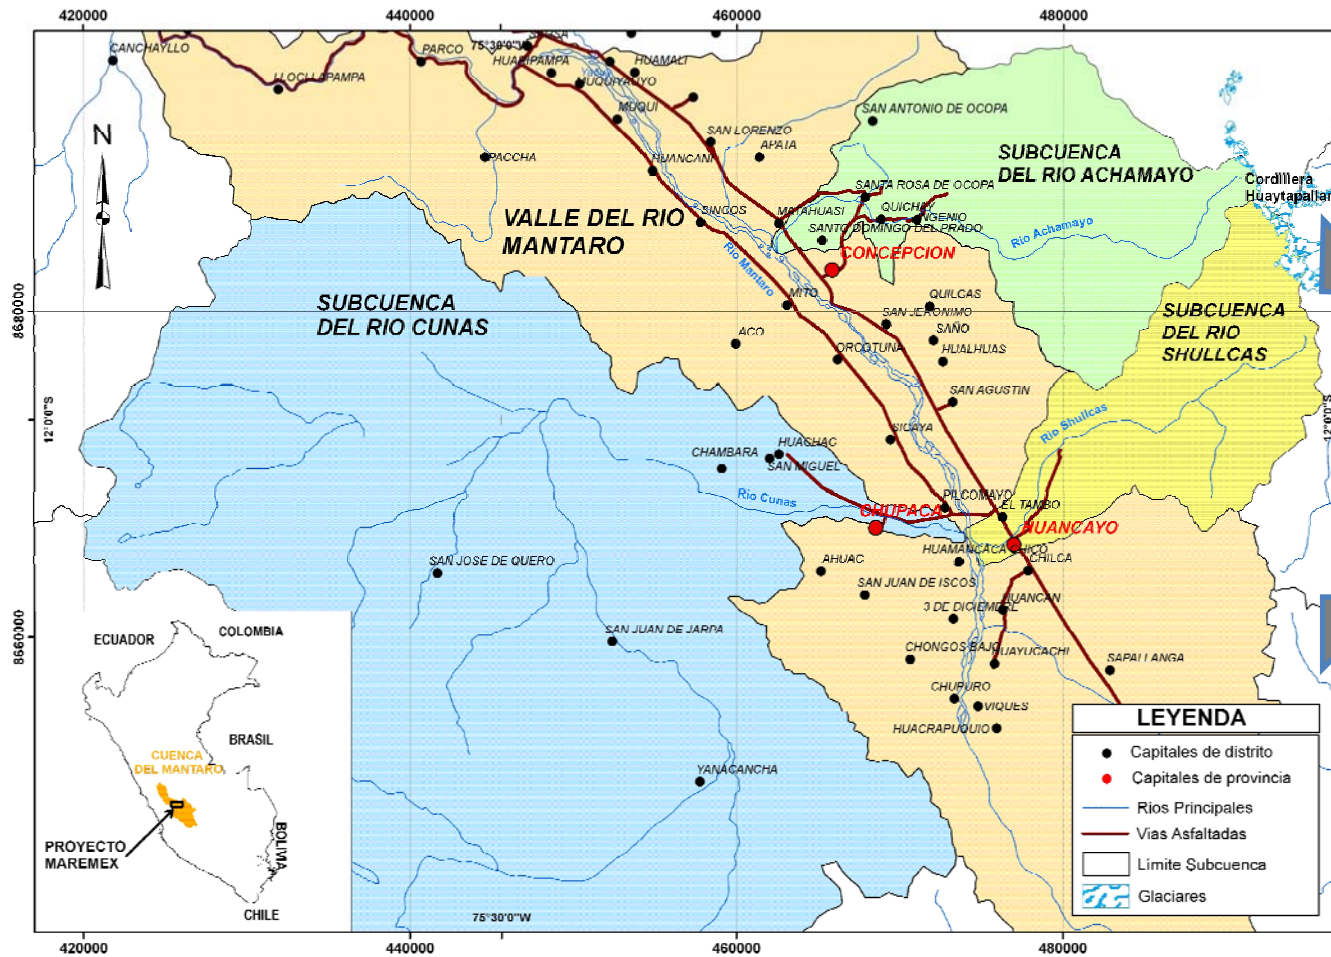 420000
440000
460000
480000
75°30'0"W
CANCHAYLLO
PARCO
HUARIPAMPA
HUAMALI
LLOCLLAPAMPA
MUQUIYAUYO
MUQUI
SAN ANTONIO DE OCOPA
SAN LORENZO
APATA
N
PACCHA
HUANCANI
SUBCUENCA
DEL RIO ACHAMAYO
Cordillera
Huaytapallana
SANTA ROSA DE OCOPA
VALLE DEL RIO
MANTARO
SINCOS
MATAHUASI
QUICHAY
INGENIO
SANTO DOMINGO DEL PRADO
Rio Achamayo
CONCEPCION
Rio Mantaro
SUBCUENCA
DEL RIO CUNAS
MITO
QUILCAS
SAN JERONIMO
SUBCUENCA
DEL RIO
SHULLCAS
8680000
8680000
ACO
SAÑO
ORCOTUNA
HUALHUAS
SAN AGUSTIN
12°0'0"S
12°0'0"S
Rio Shullcas
SICAYA
HUACHAC
CHAMBARA
SAN MIGUEL
Rio Cunas
PILCOMAYO
EL TAMBO
CHUPACA
HUANCAYO
HUAMANCACA CHICO
AHUAC
CHILCA
SAN JOSE DE QUERO
SAN JUAN DE ISCOS
HUANCAN
3 DE DICIEMBRE
8660000
SAN JUAN DE JARPA
CHONGOS BAJO
HUAYUCACHI
SAPALLANGA
CHUPURO
VIQUES
HUACRAPUQUIO
YANACANCHA
ECUADOR
COLOMBIA
BRASIL
CUENCA
DEL MANTARO
PROYECTO
MAREMEX
BOLIVIA
CHILE
LEYENDA
Capitales de distrito
Capitales de provincia
Rios Principales
Vias Asfaltadas
Límite Subcuenca
Glaciares
75°30'0"W
420000
440000
460000
480000